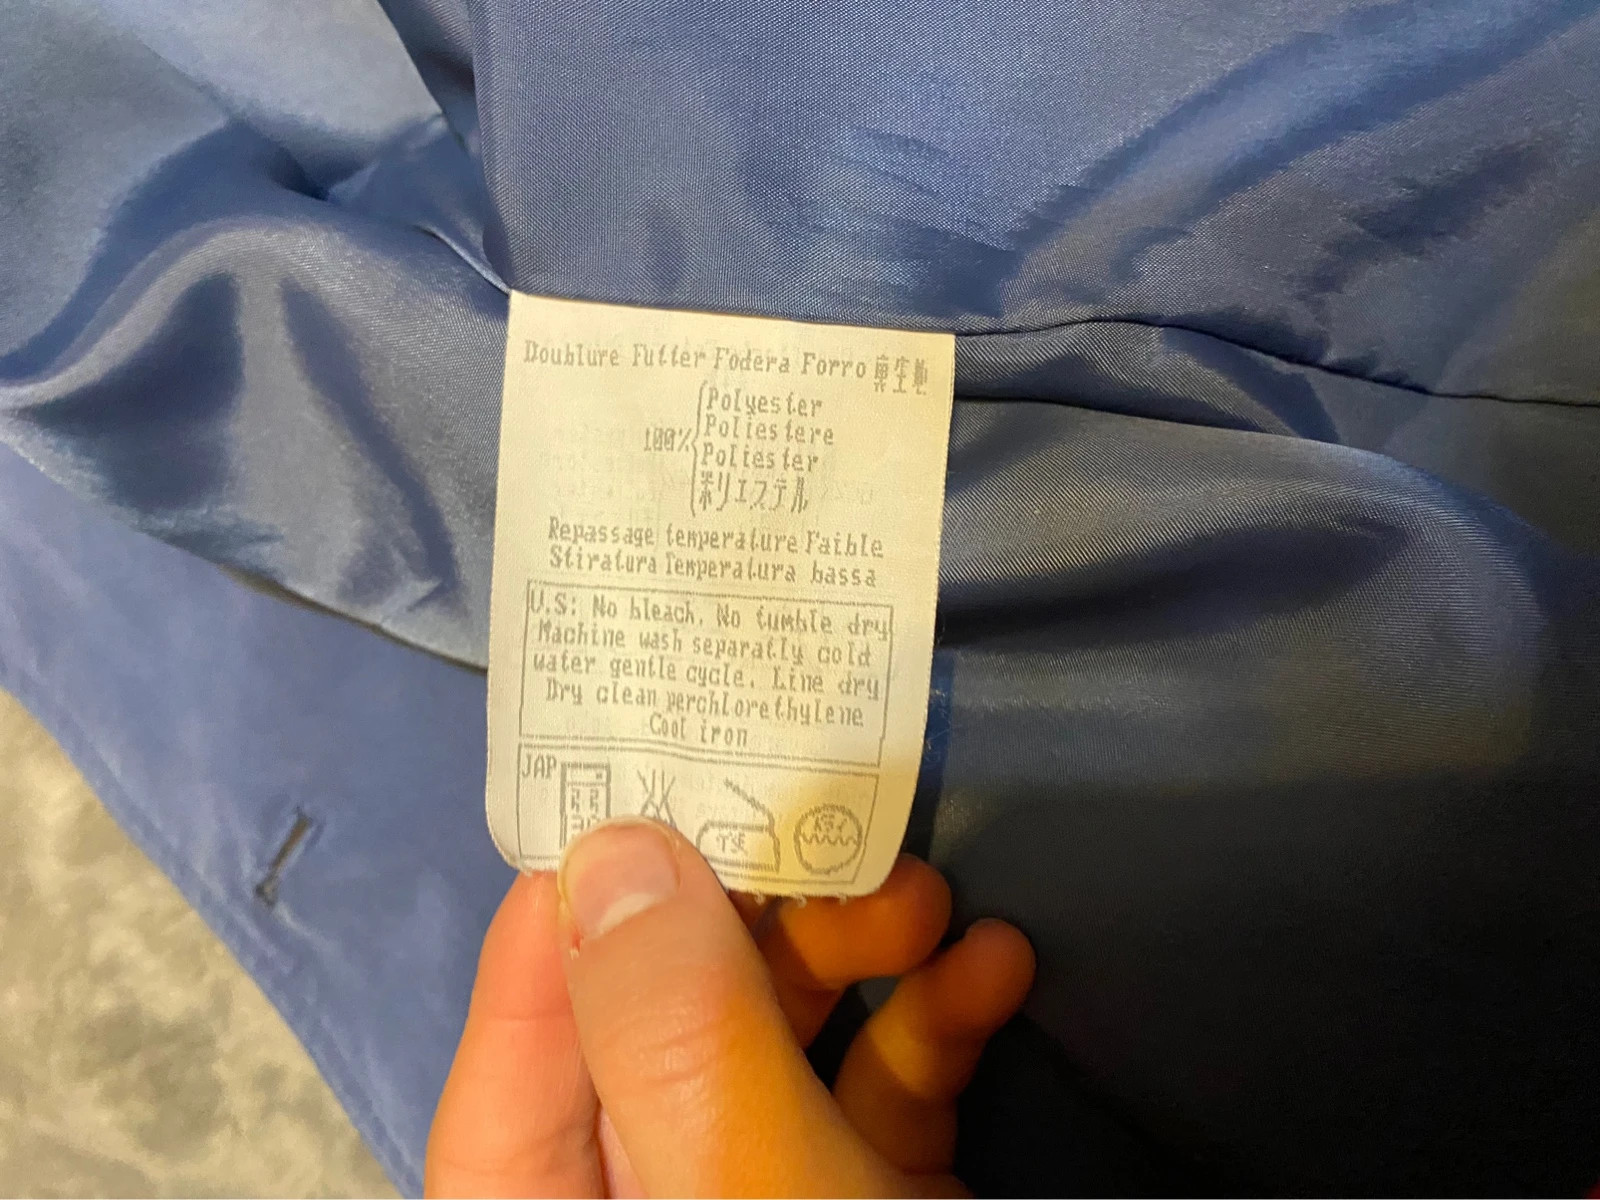 Doublure Futter Fodera Forro 裏生地
100% Polyester
Poliestere
Poliester
ポリエステル
Repassage temperature Faible
Stiratura Temperatura bassa
U.S: No bleach. No tumble dry
Machine wash separatly cold
water gentle cycle. Line dry
Dry clean perchlorethylene
Cool iron
JAP